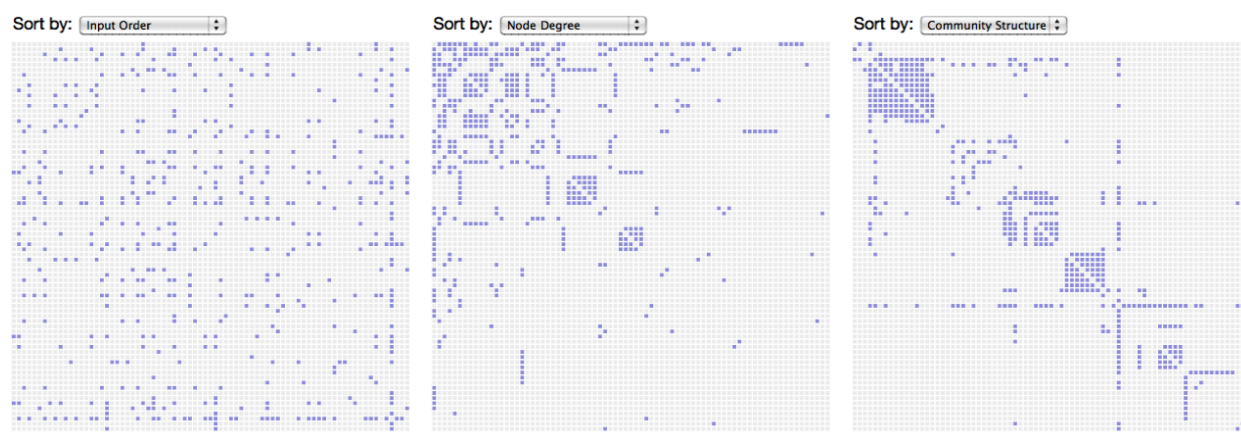 Sort by: Input Order
Sort by: Node Degree
Sort by: Community Structure